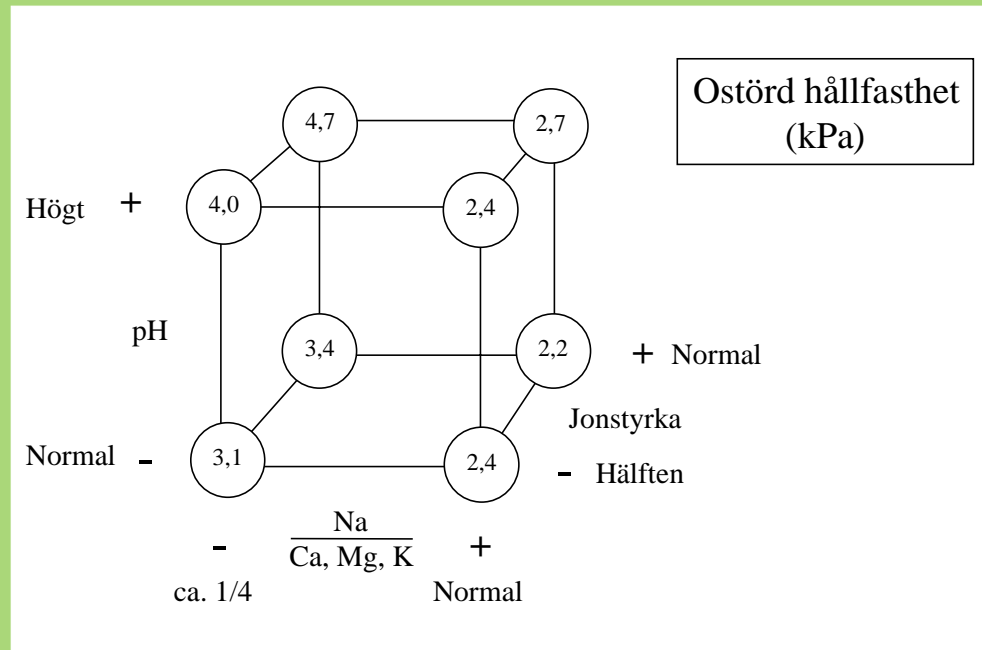 Ostörd hållfasthet
(kPa)
4,7
2,7
Högt +
4,0
2,4
pH
3,4
2,2
+ Normal
Jonstyrka
Normal -
3,1
2,4
- Hälften
-
Na
Ca, Mg, K
+
ca. 1/4
Normal